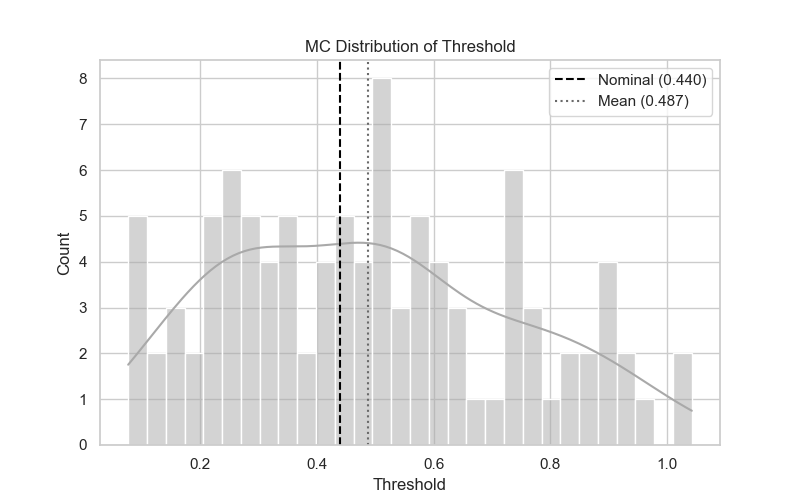 MC Distribution of Threshold
Nominal (0.440)
Mean (0.487)
Count
8
7
6
5
4
3
2
1
0
0.2 0.4 0.6 0.8 1.0
Threshold